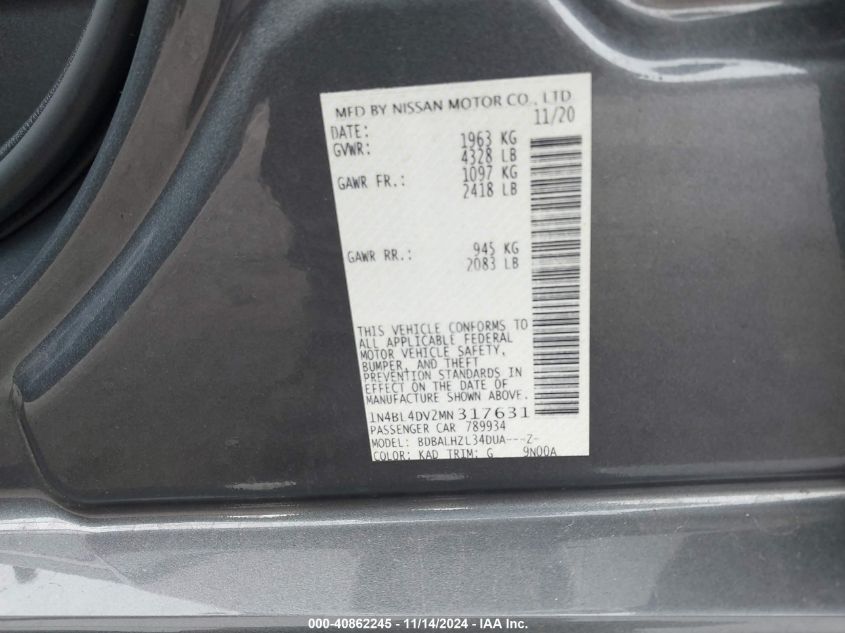 MFD BY NISSAN MOTOR CO., LTD
DATE: 11/20
GVWR: 1963 KG
4328 LB
GAWR FR.: 1097 KG
2418 LB
GAWR RR.: 945 KG
2083 LB
THIS VEHICLE CONFORMS TO
ALL APPLICABLE FEDERAL
MOTOR VEHICLE SAFETY,
BUMPER, AND THEFT
PREVENTION STANDARDS IN
EFFECT ON THE DATE OF
MANUFACTURE SHOWN ABOVE.
1N4BL4DV2MN317631
PASSENGER CAR 789934
MODEL: BDBALHZL34DUA---Z-
COLOR: KAD TRIM: G 9N00A
000-40862245 - 11/14/2024 - IAA Inc.